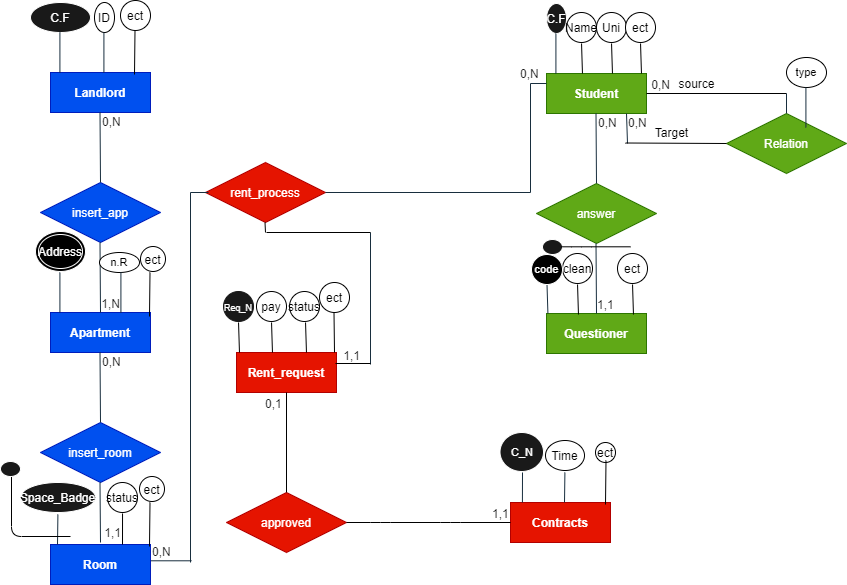 C.F
ID
ect
Landlord
0,N
insert_app
Address
n.R
ect
1,N
Apartment
0,N
insert_room
Space_Badge
status
ect
1,1
Room
0,N
rent_process
Req_N
pay
status
ect
1,1
Rent_request
0,1
approved
1,1
C_N
Time
ect
Contracts
C.F
Name
Uni
ect
0,N
Student
0,N
source
type
0,N
0,N
Target
Relation
answer
code
clean
ect
1,1
Questioner